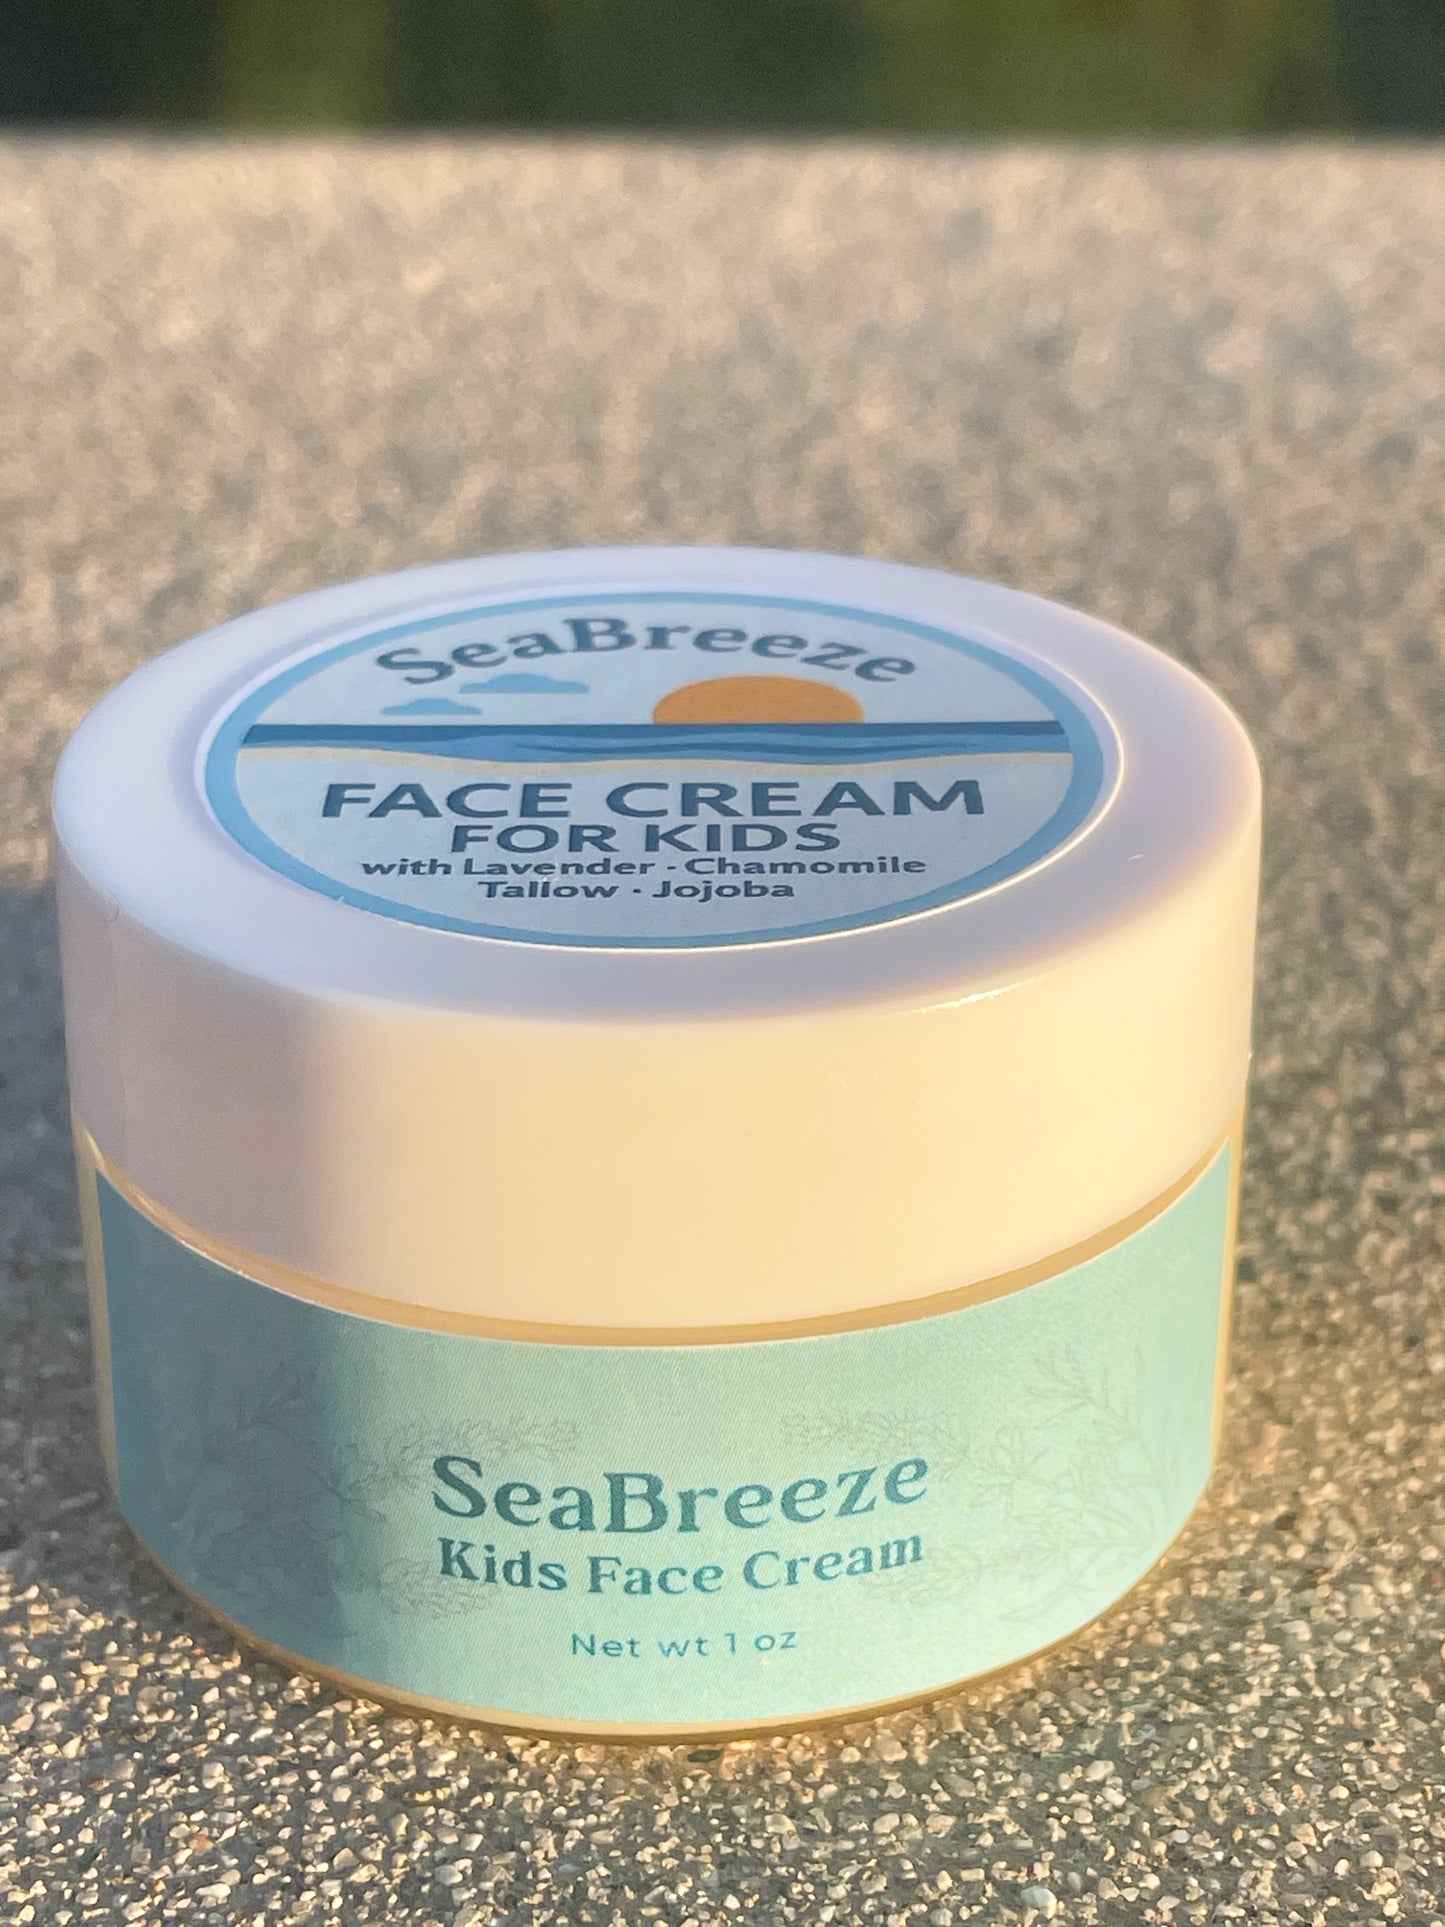 SeaBreeze
FACE CREAM
FOR KIDS
with Lavender · Chamomile
Tallow · Jojoba
SeaBreeze
Kids Face Cream
Net wt 1 oz